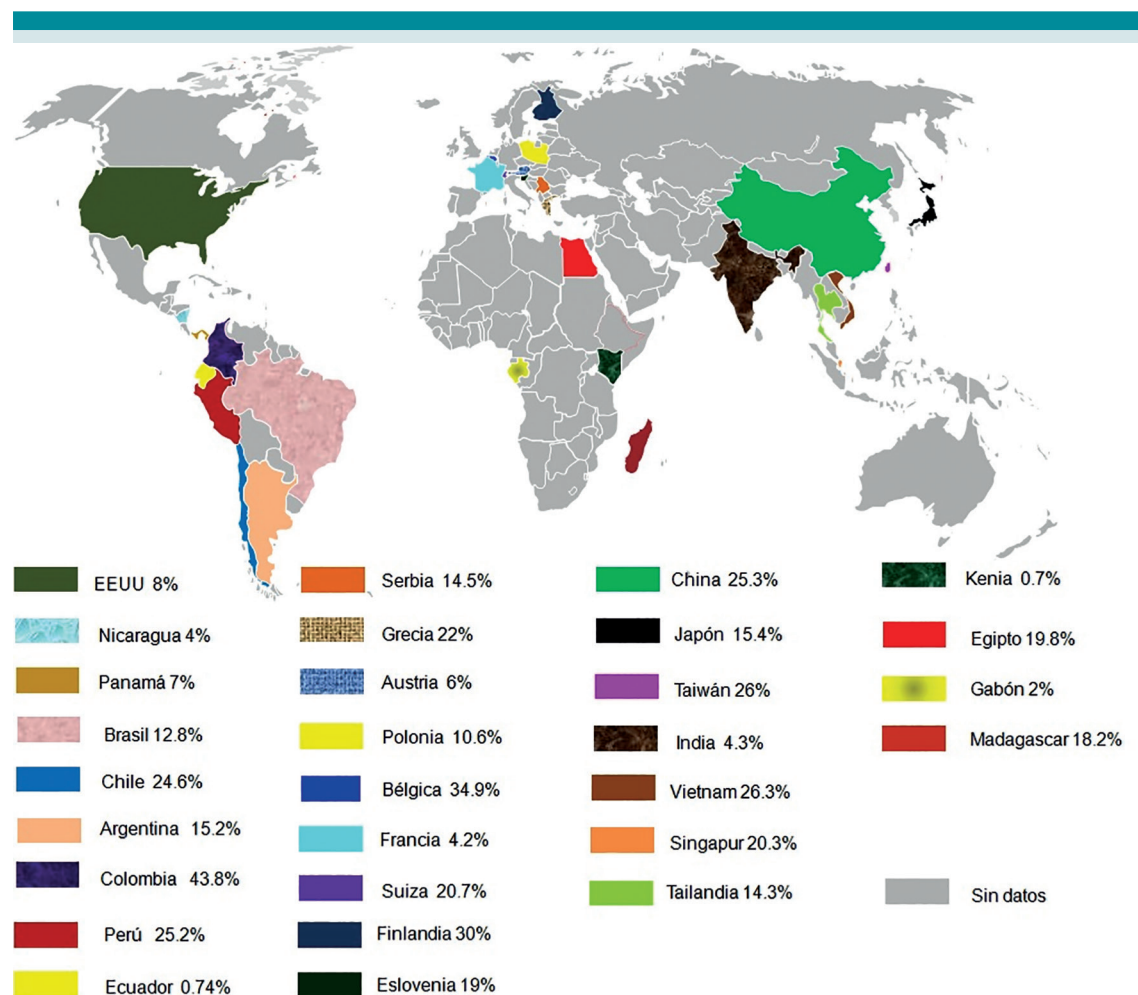 EEUU 8%
Nicaragua 4%
Panamá 7%
Brasil 12.8%
Chile 24.6%
Argentina 15.2%
Colombia 43.8%
Perú 25.2%
Ecuador 0.74%
Serbia 14.5%
Grecia 22%
Austria 6%
Polonia 10.6%
Bélgica 34.9%
Francia 4.2%
Suiza 20.7%
Finlandia 30%
Eslovenia 19%
China 25.3%
Japón 15.4%
Taiwán 26%
India 4.3%
Vietnam 26.3%
Singapur 20.3%
Tailandia 14.3%
Kenia 0.7%
Egipto 19.8%
Gabón 2%
Madagascar 18.2%
Sin datos